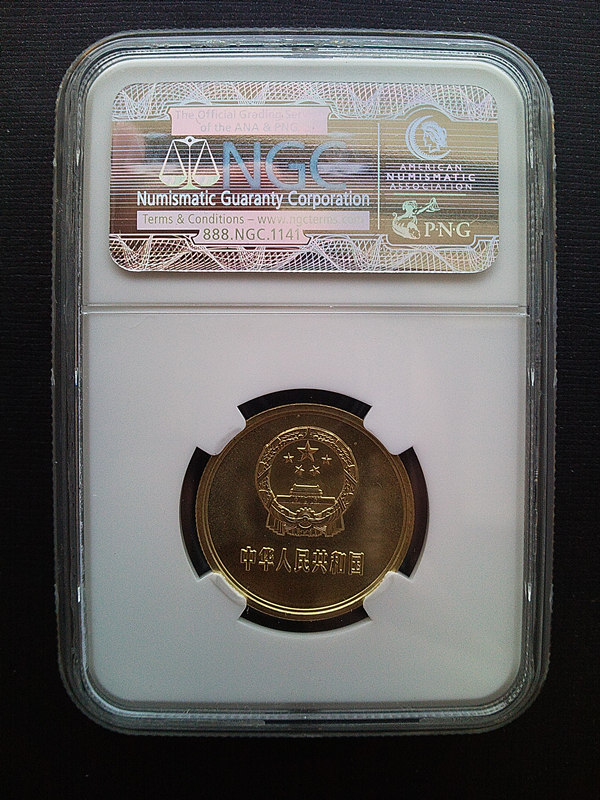 The Official Grading Service
of the ANA & PNG
NGC
Numismatic Guaranty Corporation
Terms & Conditions – www.ngcterms.com
888.NGC.1141
AMERICAN
NUMISMATIC
ASSOCIATION
P·N·G
中华人民共和国